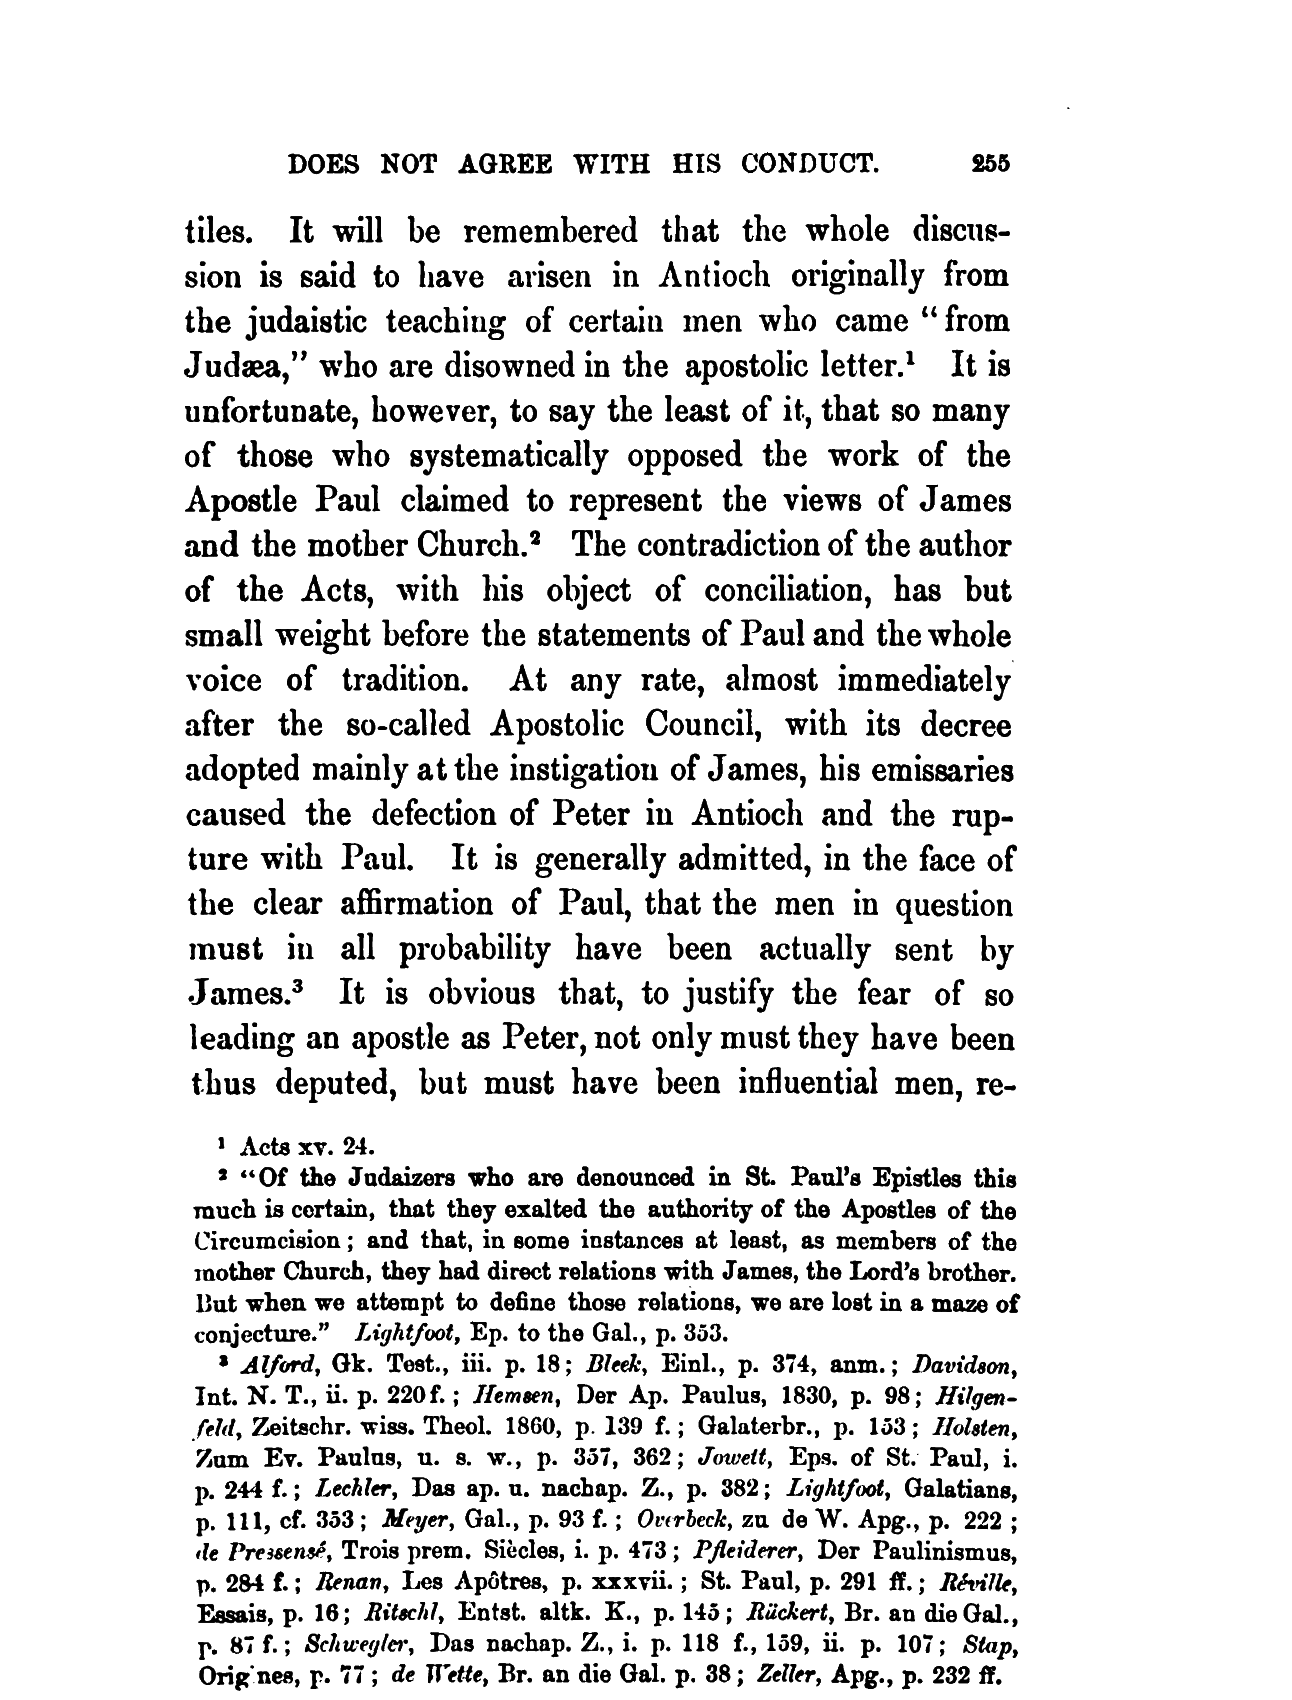 DOES NOT AGREE WITH HIS CONDUCT. 255
tiles. It will be remembered that the whole discus-
sion is said to have arisen in Antioch originally from
the judaistic teaching of certain men who came “from
Judæa,” who are disowned in the apostolic letter.¹ It is
unfortunate, however, to say the least of it, that so many
of those who systematically opposed the work of the
Apostle Paul claimed to represent the views of James
and the mother Church.² The contradiction of the author
of the Acts, with his object of conciliation, has but
small weight before the statements of Paul and the whole
voice of tradition. At any rate, almost immediately
after the so-called Apostolic Council, with its decree
adopted mainly at the instigation of James, his emissaries
caused the defection of Peter in Antioch and the rup-
ture with Paul. It is generally admitted, in the face of
the clear affirmation of Paul, that the men in question
must in all probability have been actually sent by
James.³ It is obvious that, to justify the fear of so
leading an apostle as Peter, not only must they have been
thus deputed, but must have been influential men, re-
¹ Acts xv. 24.
² “Of the Judaizers who are denounced in St. Paul’s Epistles this
much is certain, that they exalted the authority of the Apostles of the
Circumcision; and that, in some instances at least, as members of the
mother Church, they had direct relations with James, the Lord’s brother.
But when we attempt to define those relations, we are lost in a maze of
conjecture.” Lightfoot, Ep. to the Gal., p. 353.
³ Alford, Gk. Test., iii. p. 18; Bleek, Einl., p. 374, anm.; Davidson,
Int. N. T., ii. p. 220 f.; Hemsen, Der Ap. Paulus, 1830, p. 98; Hilgen-
feld, Zeitschr. wiss. Theol. 1860, p. 139 f.; Galaterbr., p. 153; Holsten,
Zum Ev. Paulus, u. s. w., p. 357, 362; Jowett, Eps. of St. Paul, i.
p. 244 f.; Lechler, Das ap. u. nachap. Z., p. 382; Lightfoot, Galatians,
p. 111, cf. 353; Meyer, Gal., p. 93 f.; Overbeck, zu de W. Apg., p. 222;
de Pressensé, Trois prem. Siècles, i. p. 473; Pfleiderer, Der Paulinismus,
p. 284 f.; Renan, Les Apôtres, p. xxxvii.; St. Paul, p. 291 ff.; Réville,
Essais, p. 16; Ritschl, Entst. altk. K., p. 145; Rückert, Br. an die Gal.,
p. 87 f.; Schwegler, Das nachap. Z., i. p. 118 f., 159, ii. p. 107; Stap,
Origines, p. 77; de Wette, Br. an die Gal. p. 38; Zeller, Apg., p. 232 ff.